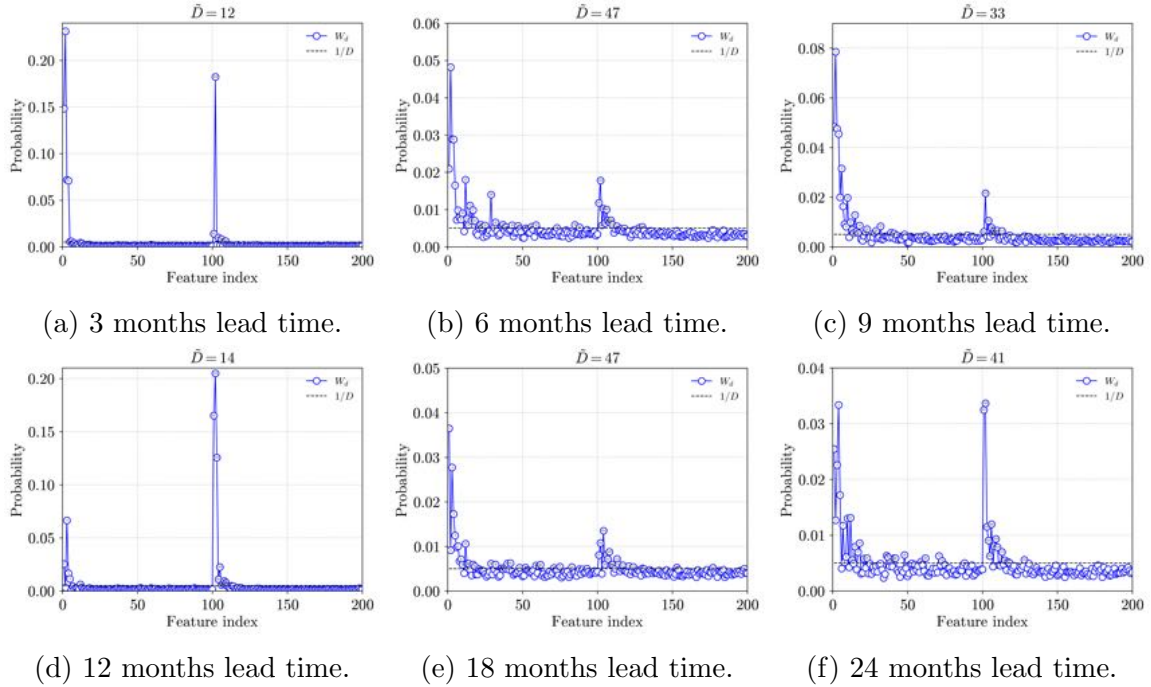 D̃ = 12
W_d
1/D
0.20
0.15
0.10
0.05
0.00
Probability
0 50 100 150 200
Feature index
(a) 3 months lead time.
D̃ = 47
W_d
1/D
0.06
0.05
0.04
0.03
0.02
0.01
0.00
Probability
0 50 100 150 200
Feature index
(b) 6 months lead time.
D̃ = 33
W_d
1/D
0.08
0.06
0.04
0.02
0.00
Probability
0 50 100 150 200
Feature index
(c) 9 months lead time.
D̃ = 14
W_d
1/D
0.20
0.15
0.10
0.05
0.00
Probability
0 50 100 150 200
Feature index
(d) 12 months lead time.
D̃ = 47
W_d
1/D
0.05
0.04
0.03
0.02
0.01
0.00
Probability
0 50 100 150 200
Feature index
(e) 18 months lead time.
D̃ = 41
W_d
1/D
0.04
0.03
0.02
0.01
0.00
Probability
0 50 100 150 200
Feature index
(f) 24 months lead time.